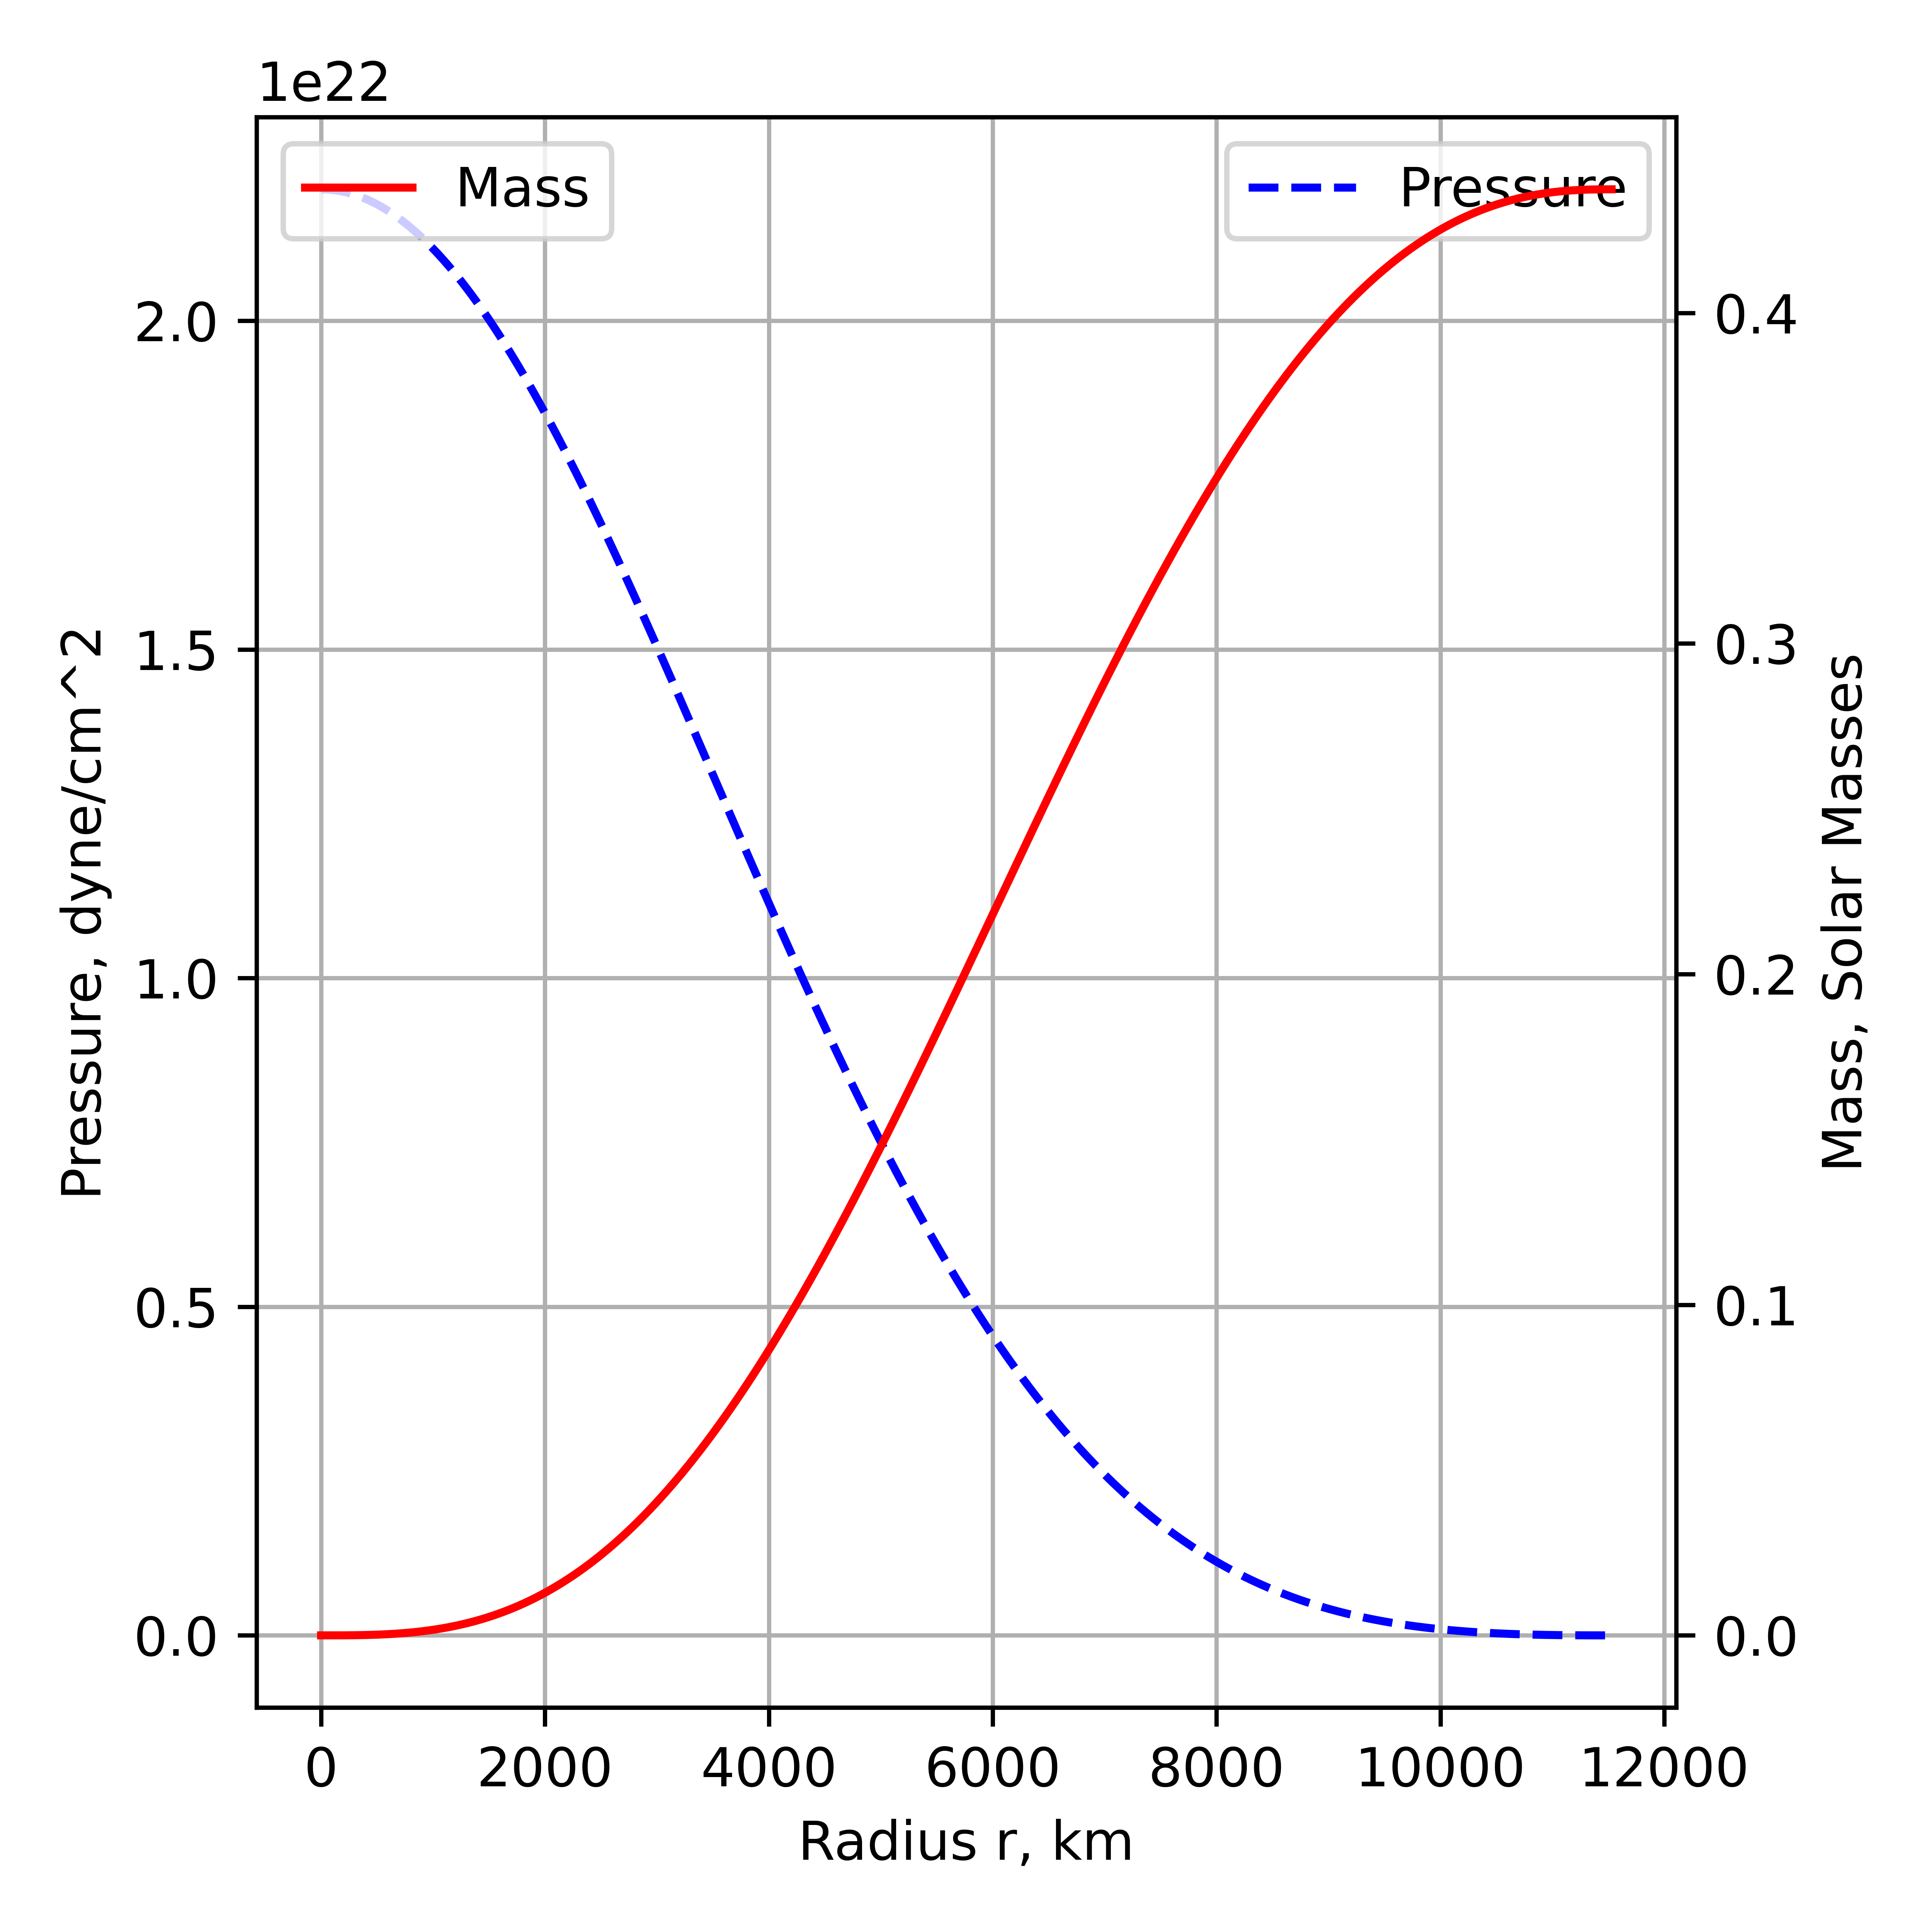 1e22
Mass
Pressure
2.0
1.5
1.0
0.5
0.0
Pressure, dyne/cm^2
0.4
0.3
0.2
0.1
0.0
Mass, Solar Masses
0 2000 4000 6000 8000 10000 12000
Radius r, km